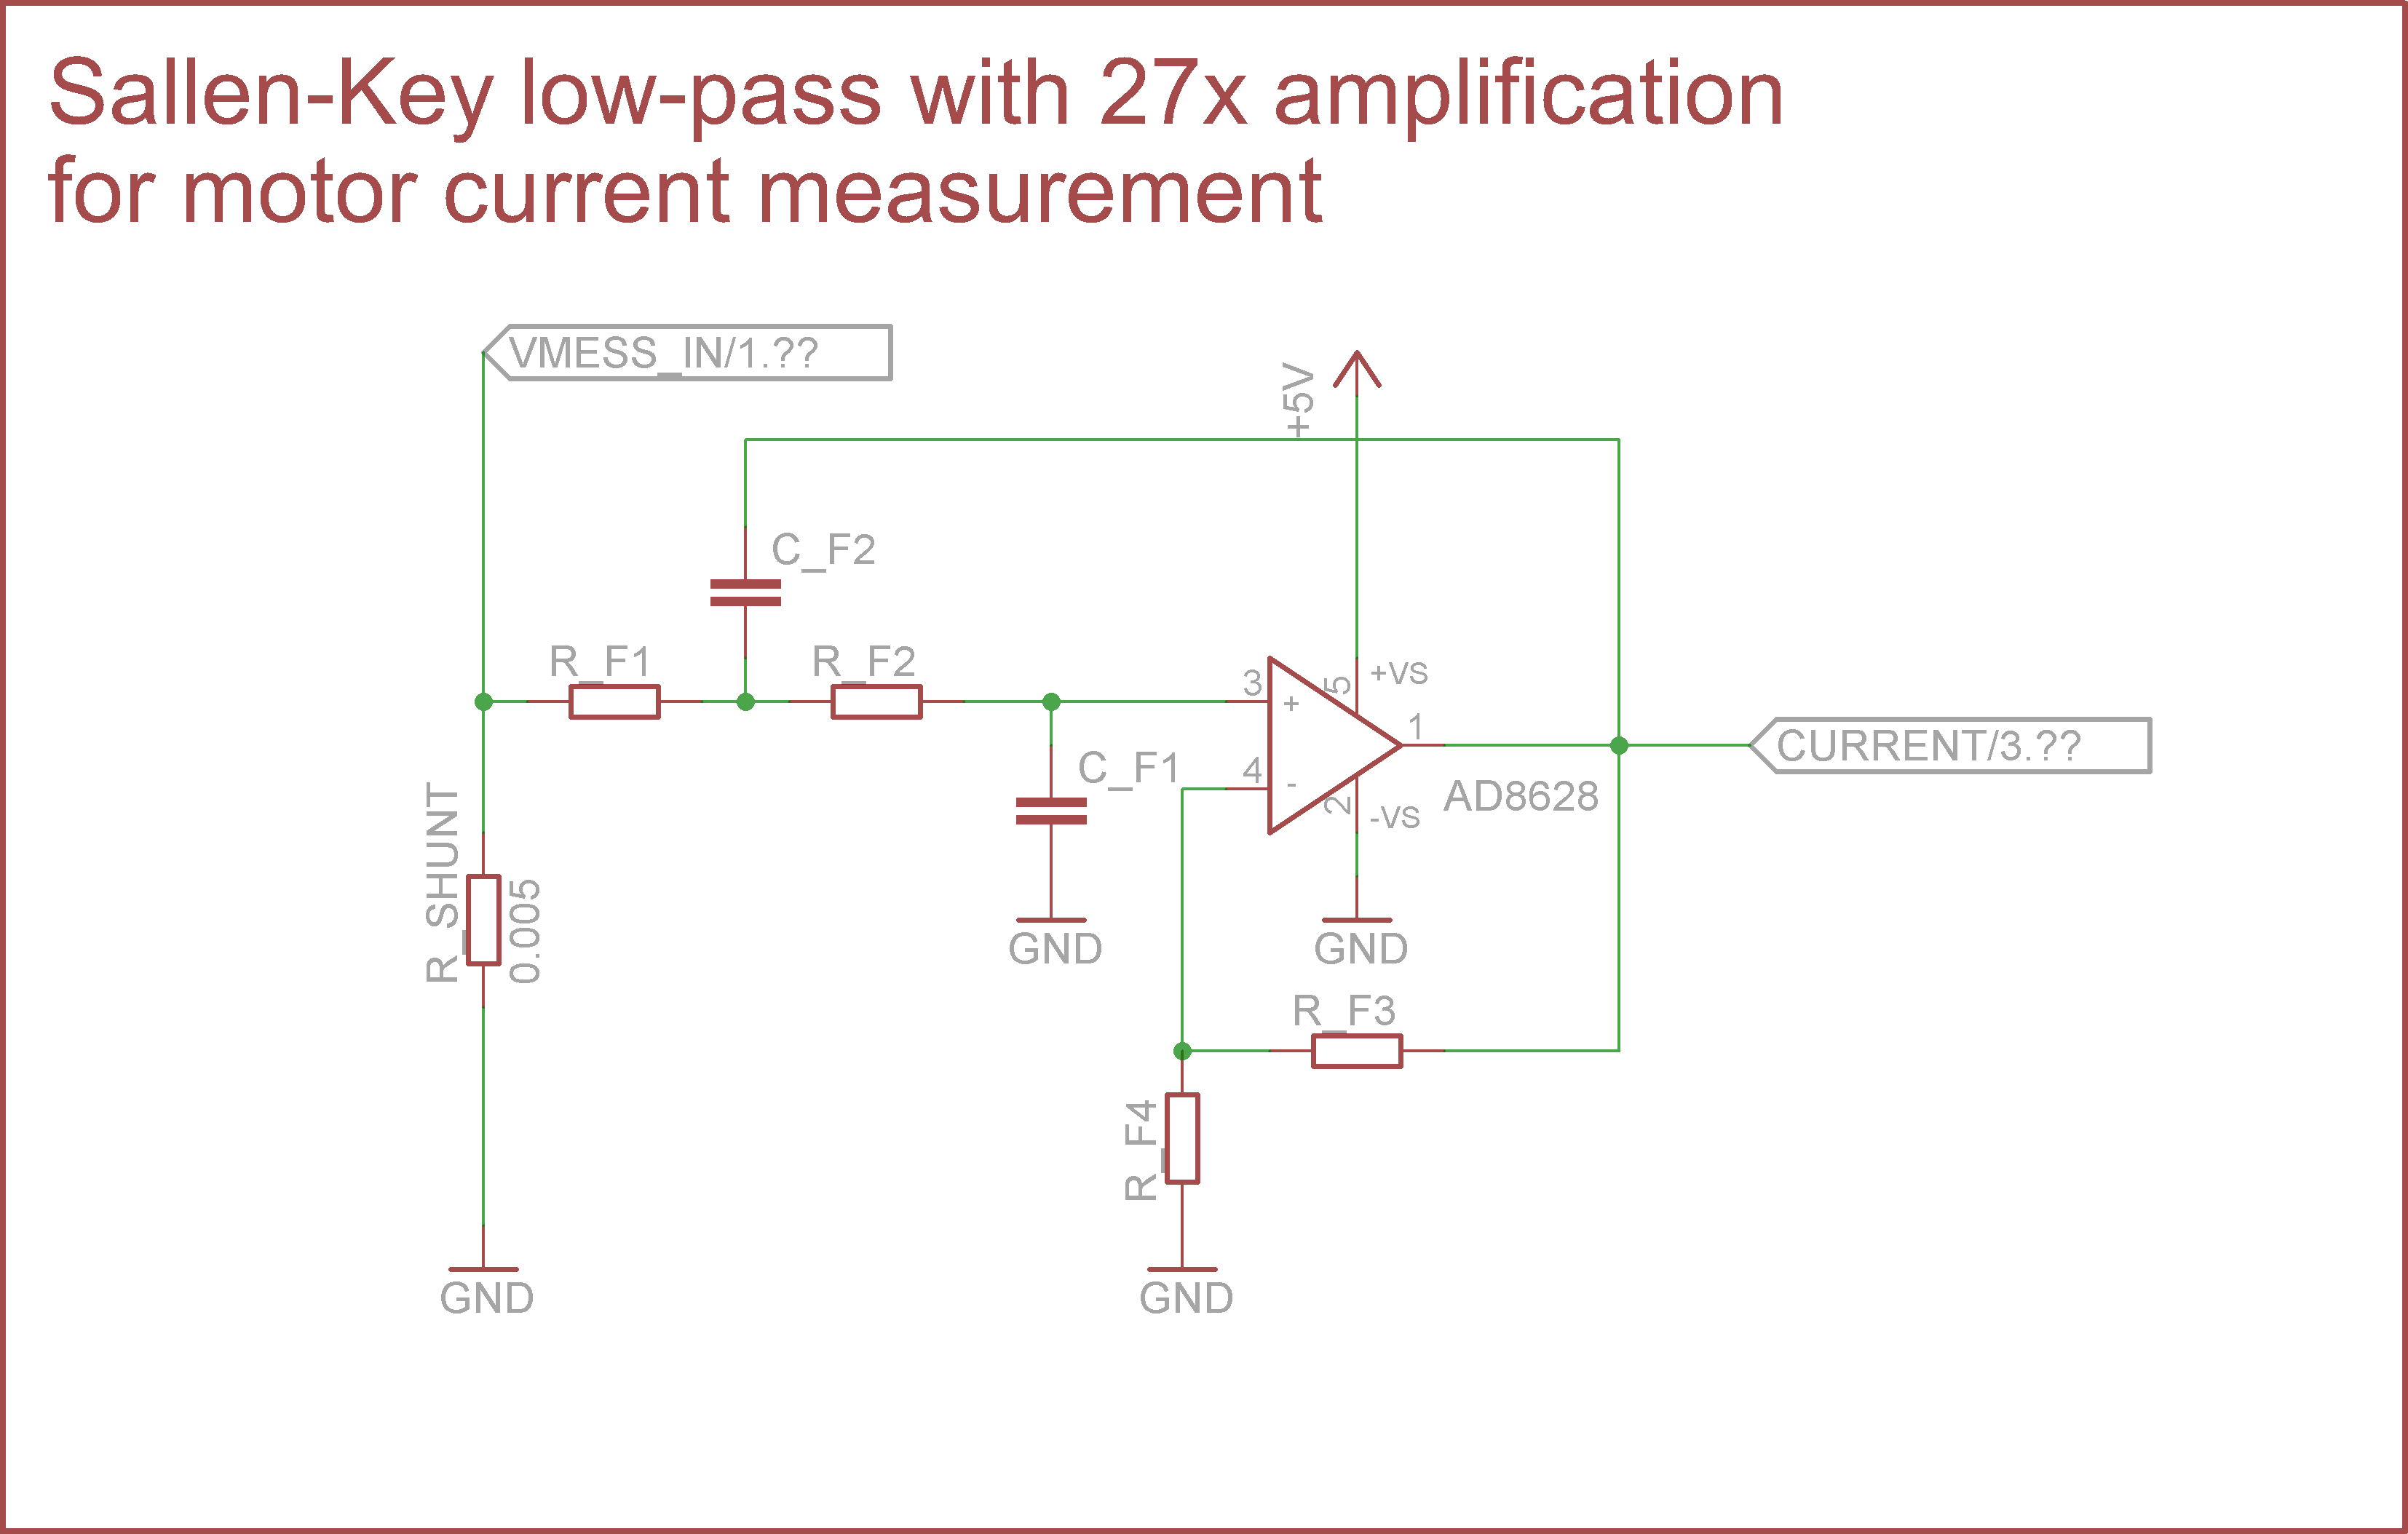 Sallen-Key low-pass with 27x amplification
for motor current measurement
VMESS_IN/1.??
+5V
C_F2
R_F1
R_F2
3
+
5
+VS
1
CURRENT/3.??
C_F1
4
-
2
-VS
AD8628
R_SHUNT
0.005
GND
GND
R_F3
R_F4
GND
GND